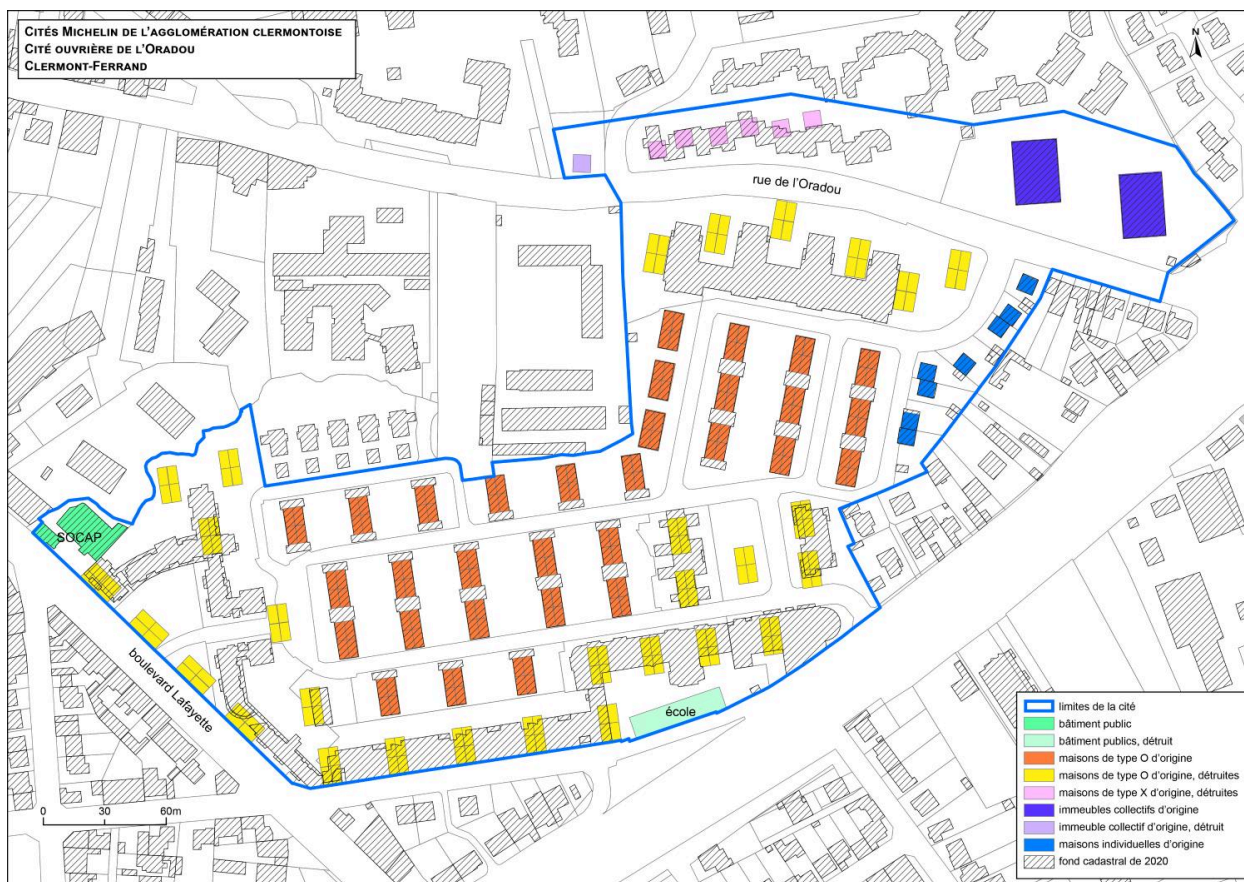 CITÉS MICHELIN DE L'AGGLOMÉRATION CLERMONTOISE
CITÉ OUVRIÈRE DE L'ORADOU
CLERMONT-FERRAND
N
rue de l'Oradou
SOCAP
boulevard Lafayette
école
0 30 60m
limites de la cité
bâtiment public
bâtiment publics, détruit
maisons de type O d'origine
maisons de type O d'origine, détruites
maisons de type X d'origine, détruites
immeubles collectifs d'origine
immeuble collectif d'origine, détruit
maisons individuelles d'origine
fond cadastral de 2020